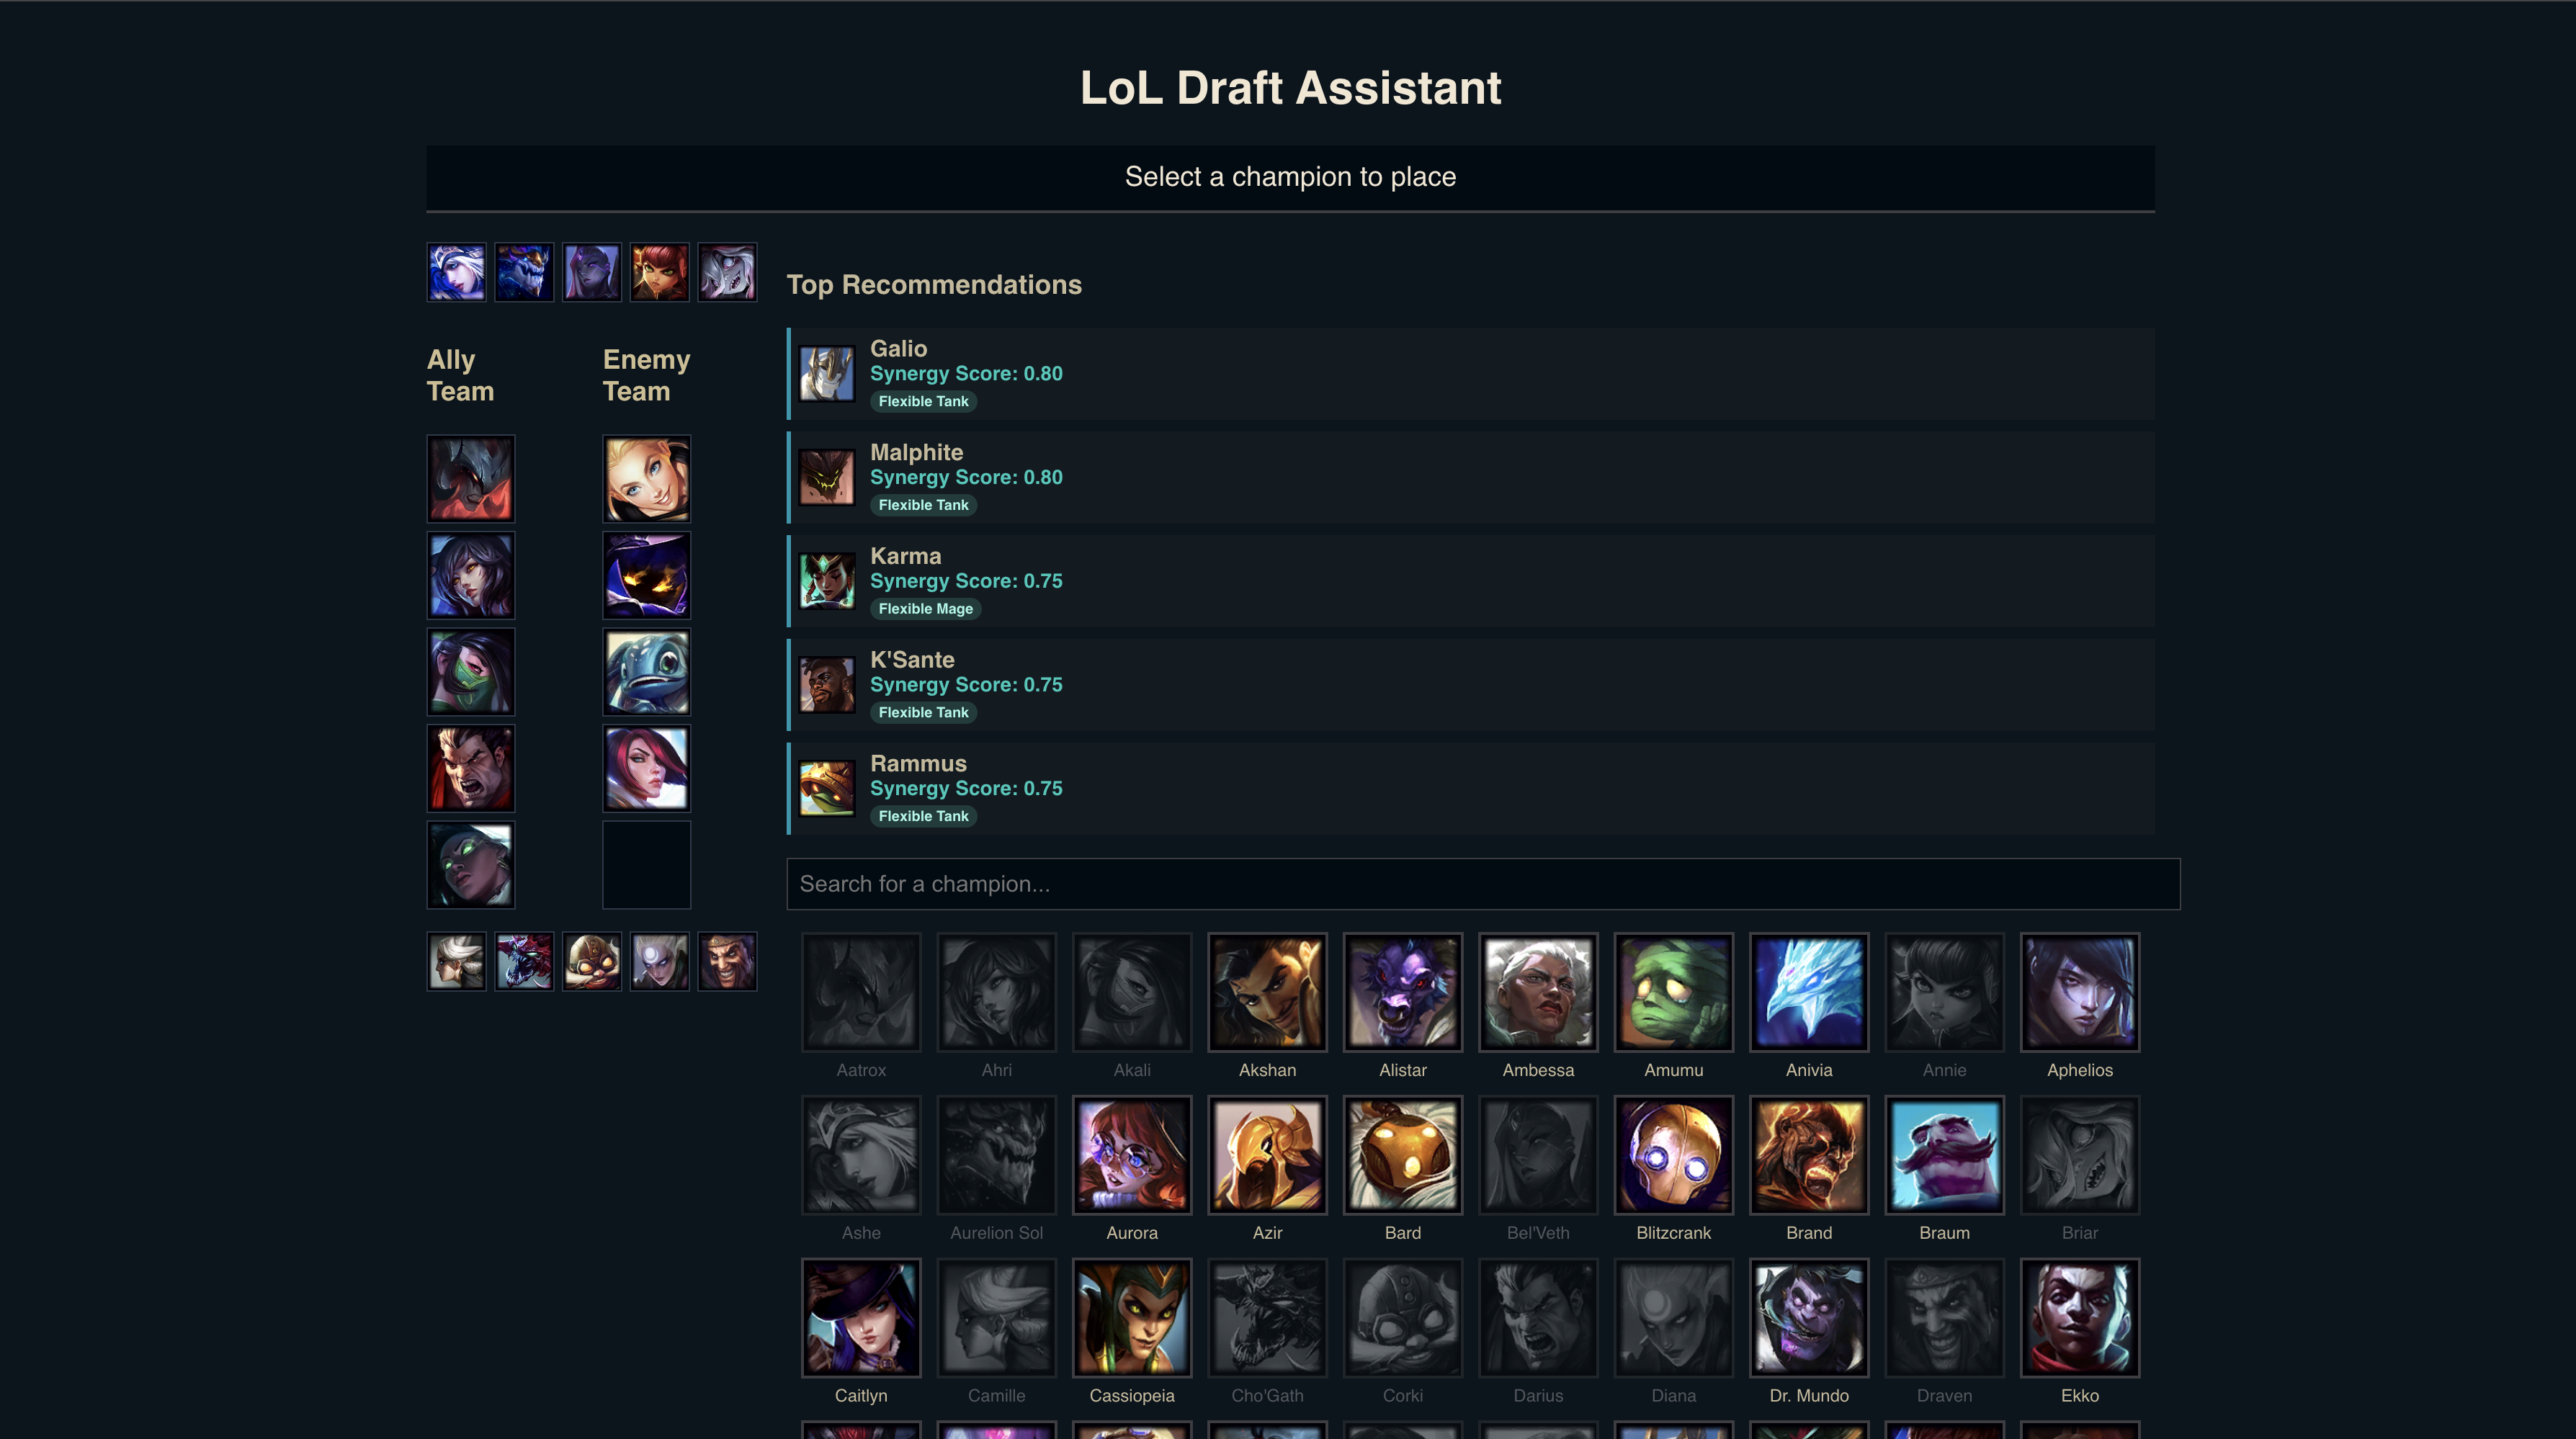 LoL Draft Assistant
Select a champion to place
Ally
Team
Enemy
Team
Top Recommendations
Galio
Synergy Score: 0.80
Flexible Tank
Malphite
Synergy Score: 0.80
Flexible Tank
Karma
Synergy Score: 0.75
Flexible Mage
K'Sante
Synergy Score: 0.75
Flexible Tank
Rammus
Synergy Score: 0.75
Flexible Tank
Search for a champion...
Aatrox Ahri Akali Akshan Alistar Ambessa Amumu Anivia Annie Aphelios
Ashe Aurelion Sol Aurora Azir Bard Bel'Veth Blitzcrank Brand Braum Briar
Caitlyn Camille Cassiopeia Cho'Gath Corki Darius Diana Dr. Mundo Draven Ekko